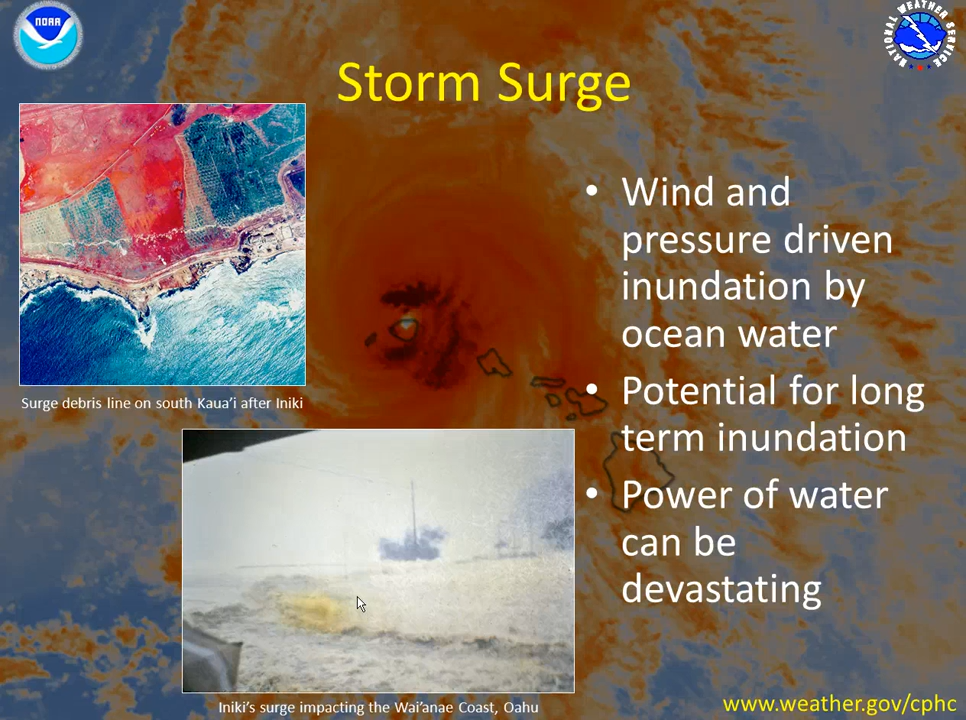 NOAA
NATIONAL WEATHER SERVICE
Storm Surge
Surge debris line on south Kaua'i after Iniki
• Wind and
pressure driven
inundation by
ocean water
• Potential for long
term inundation
• Power of water
can be
devastating
Iniki's surge impacting the Wai'anae Coast, Oahu
www.weather.gov/cphc